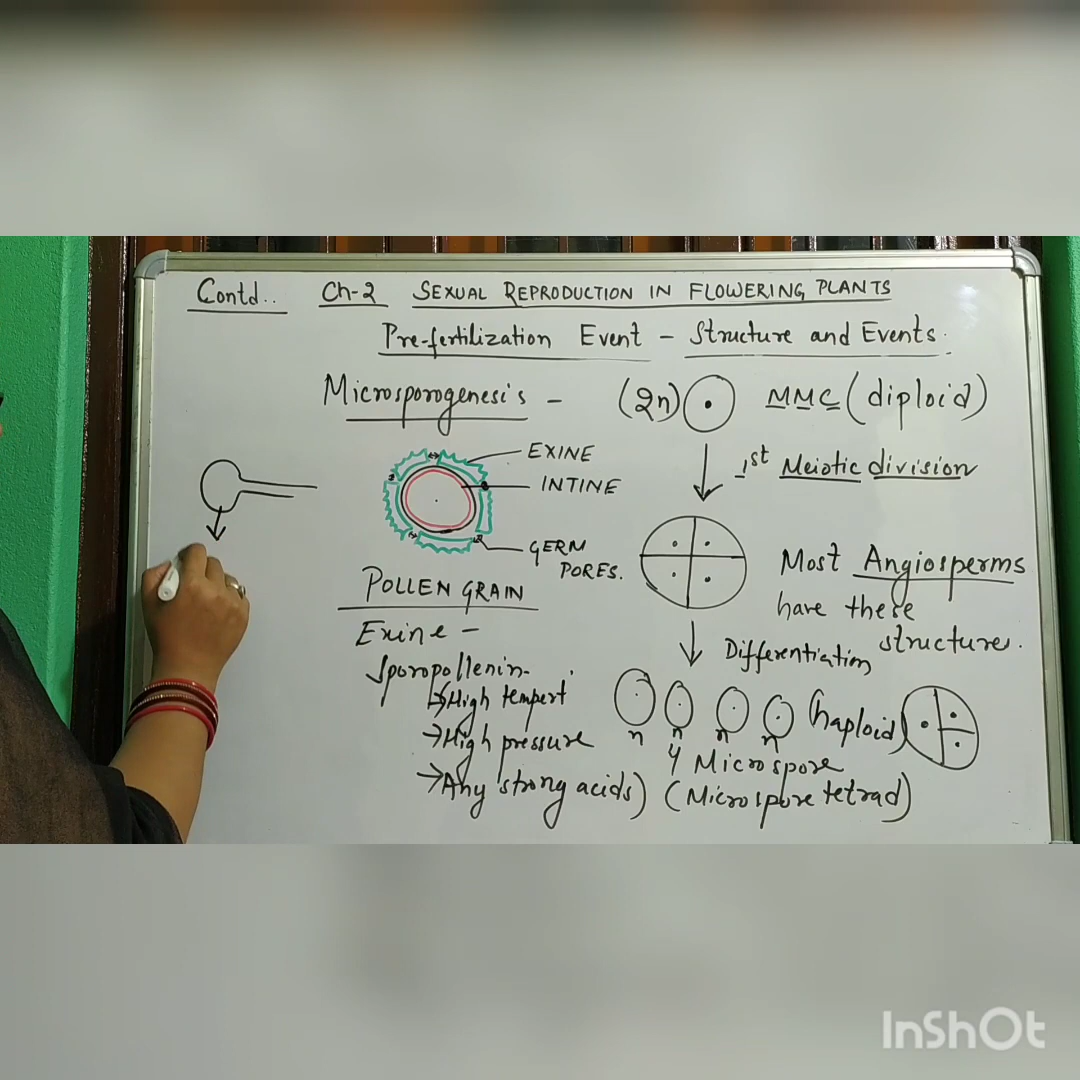 Contd.. Ch-2 SEXUAL REPRODUCTION IN FLOWERING PLANTS
Pre-fertilization Event - Structure and Events.
Microsporogenesis -
(2n) MMC (diploid)
1st Meiotic division
EXINE
INTINE
GERM PORES.
POLLEN GRAIN
Exine -
Sporopollenin
→ High tempert
→ High pressure
→ Any strong acids)
Most Angiosperms
have these
structure.
Differentiation
(haploid)
n n n n
4 Microspore
(Microspore tetrad)
InShOt